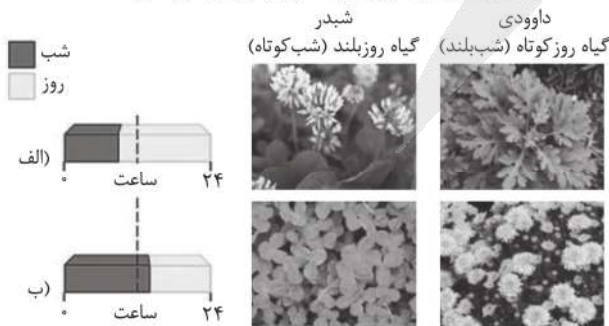 داوودی
گیاه روزکوتاه (شب‌بلند)
شبدر
گیاه روزبلند (شب‌کوتاه)
شب
روز
الف)
۰ ساعت ۲۴
ب)
۰ ساعت ۲۴